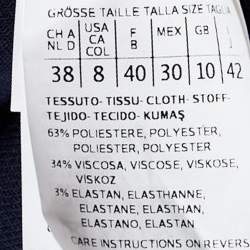 GRÖSSE TAILLE TALLA SIZE TAGLIA
CH A NL D USA CA COL F B MEX GB I J
38 8 40 30 10 42
TESSUTO- TISSU- CLOTH- STOFF-
TEJIDO- TECIDO- KUMAŞ
63% POLIESTERE, POLYESTER,
POLIESTER, POLYESTER
34% VISCOSA, VISCOSE, VISKOSE,
VISKOZ
3% ELASTAN, ELASTHANNE,
ELASTANE, ELASTHAN,
ELASTANO, ELASTAN
CARE INSTRUCTIONS ON REVERS